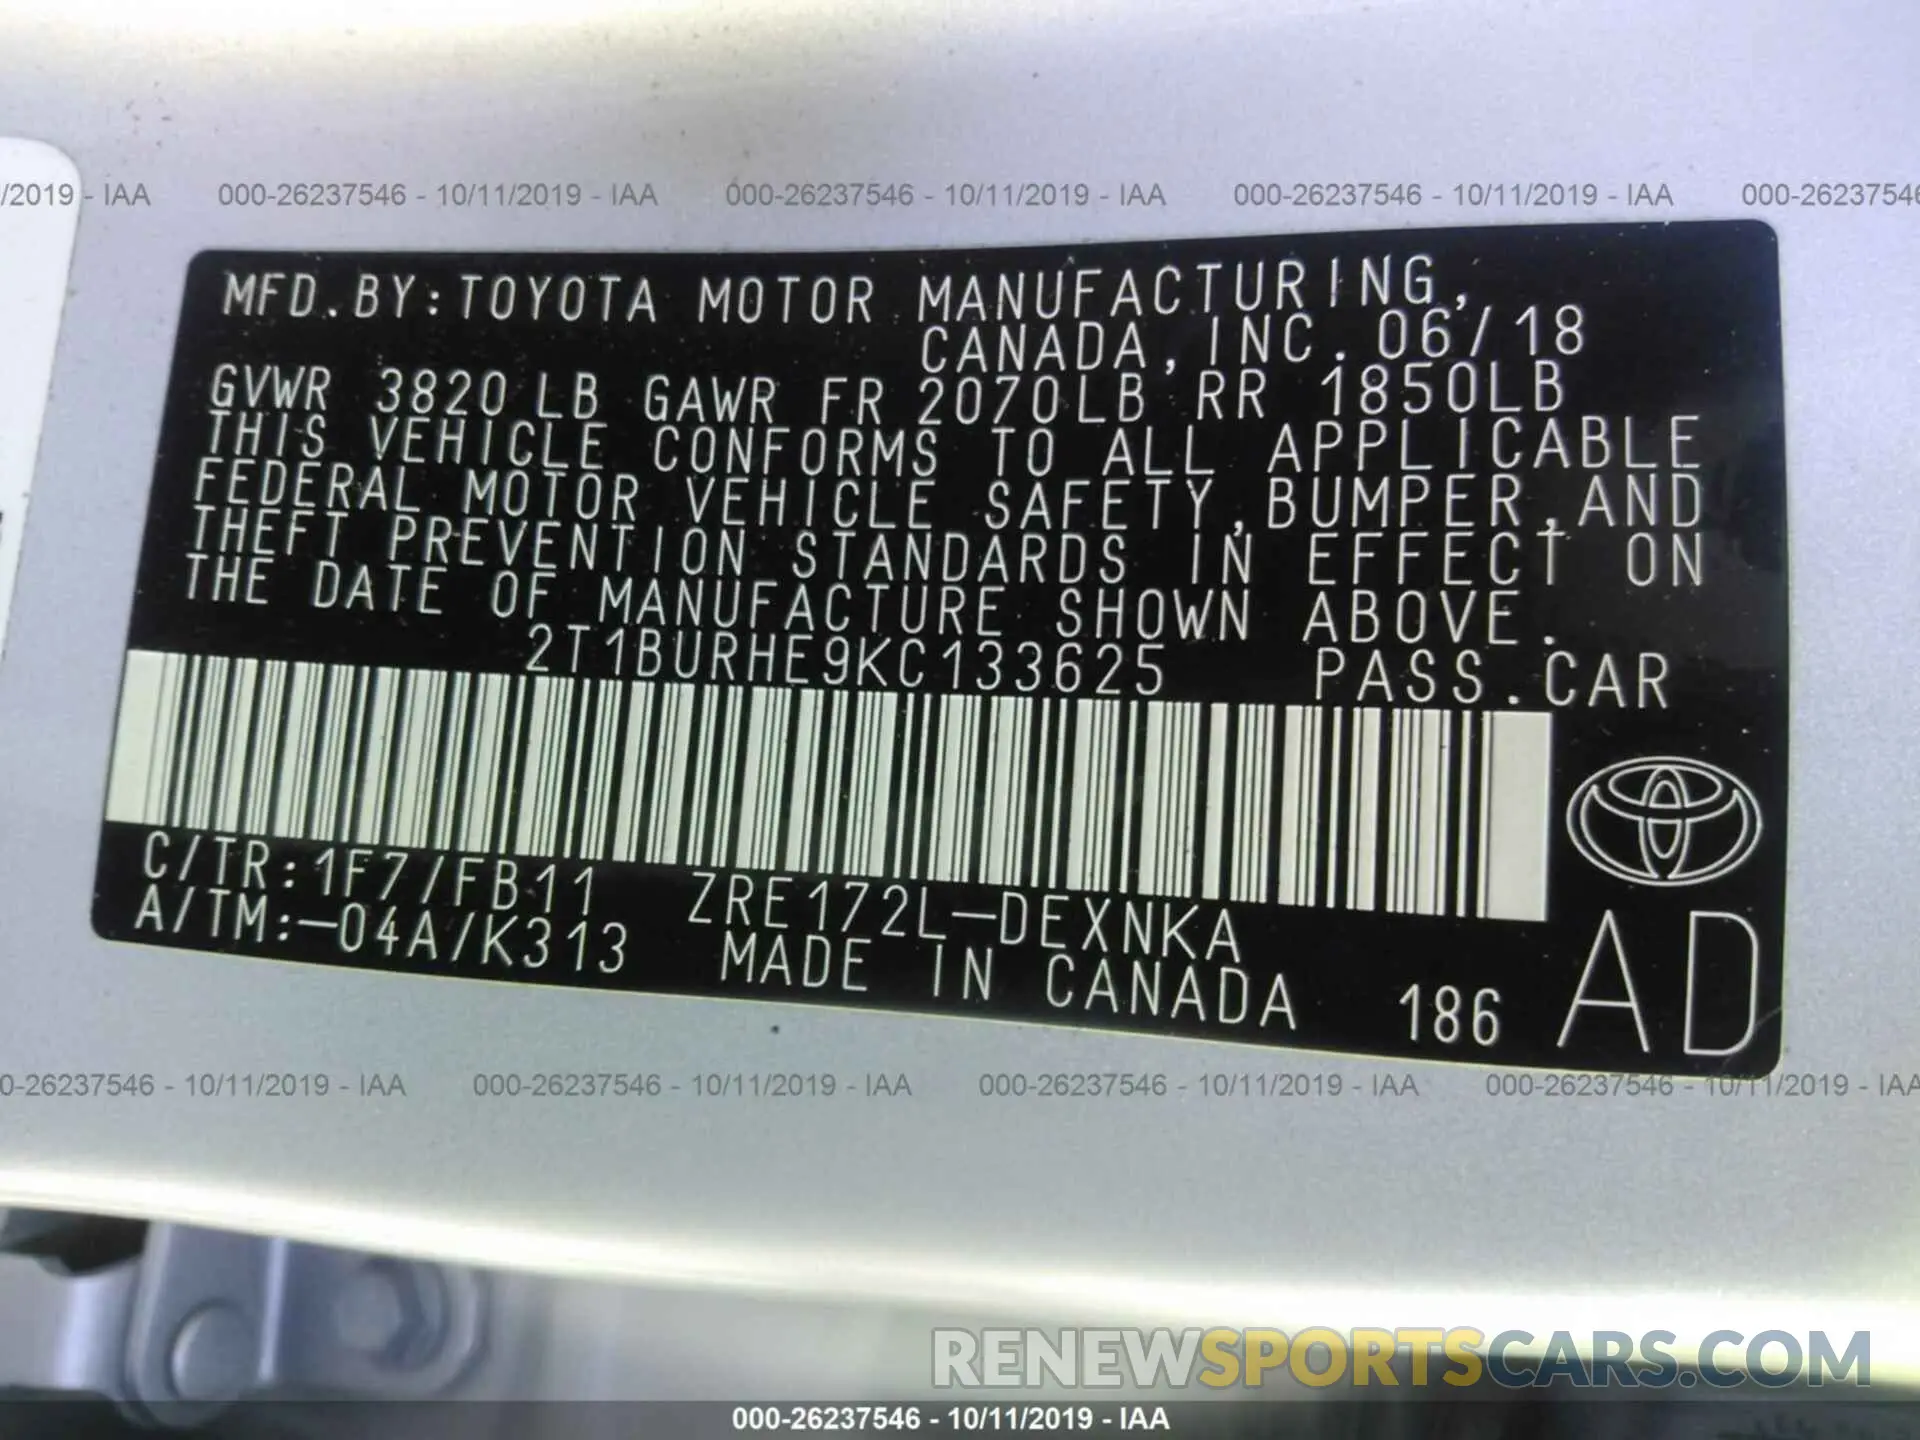 /2019 - IAA 000-26237546 - 10/11/2019 - IAA 000-26237546 - 10/11/2019 - IAA 000-26237546 - 10/11/2019 - IAA 000-26237546
MFD.BY:TOYOTA MOTOR MANUFACTURING,
CANADA,INC. 06/18
GVWR 3820LB GAWR FR 2070LB RR 1850LB
THIS VEHICLE CONFORMS TO ALL APPLICABLE
FEDERAL MOTOR VEHICLE SAFETY,BUMPER,AND
THEFT PREVENTION STANDARDS IN EFFECT ON
THE DATE OF MANUFACTURE SHOWN ABOVE.
2T1BURHE9KC133625 PASS.CAR
C/TR:1F7/FB11 ZRE172L-DEXNKA
A/TM:-04A/K313 MADE IN CANADA 186 AD
0-26237546 - 10/11/2019 - IAA 000-26237546 - 10/11/2019 - IAA 000-26237546 - 10/11/2019 - IAA 000-26237546 - 10/11/2019 - IAA
RENEWSPORTSCARS.COM
000-26237546 - 10/11/2019 - IAA